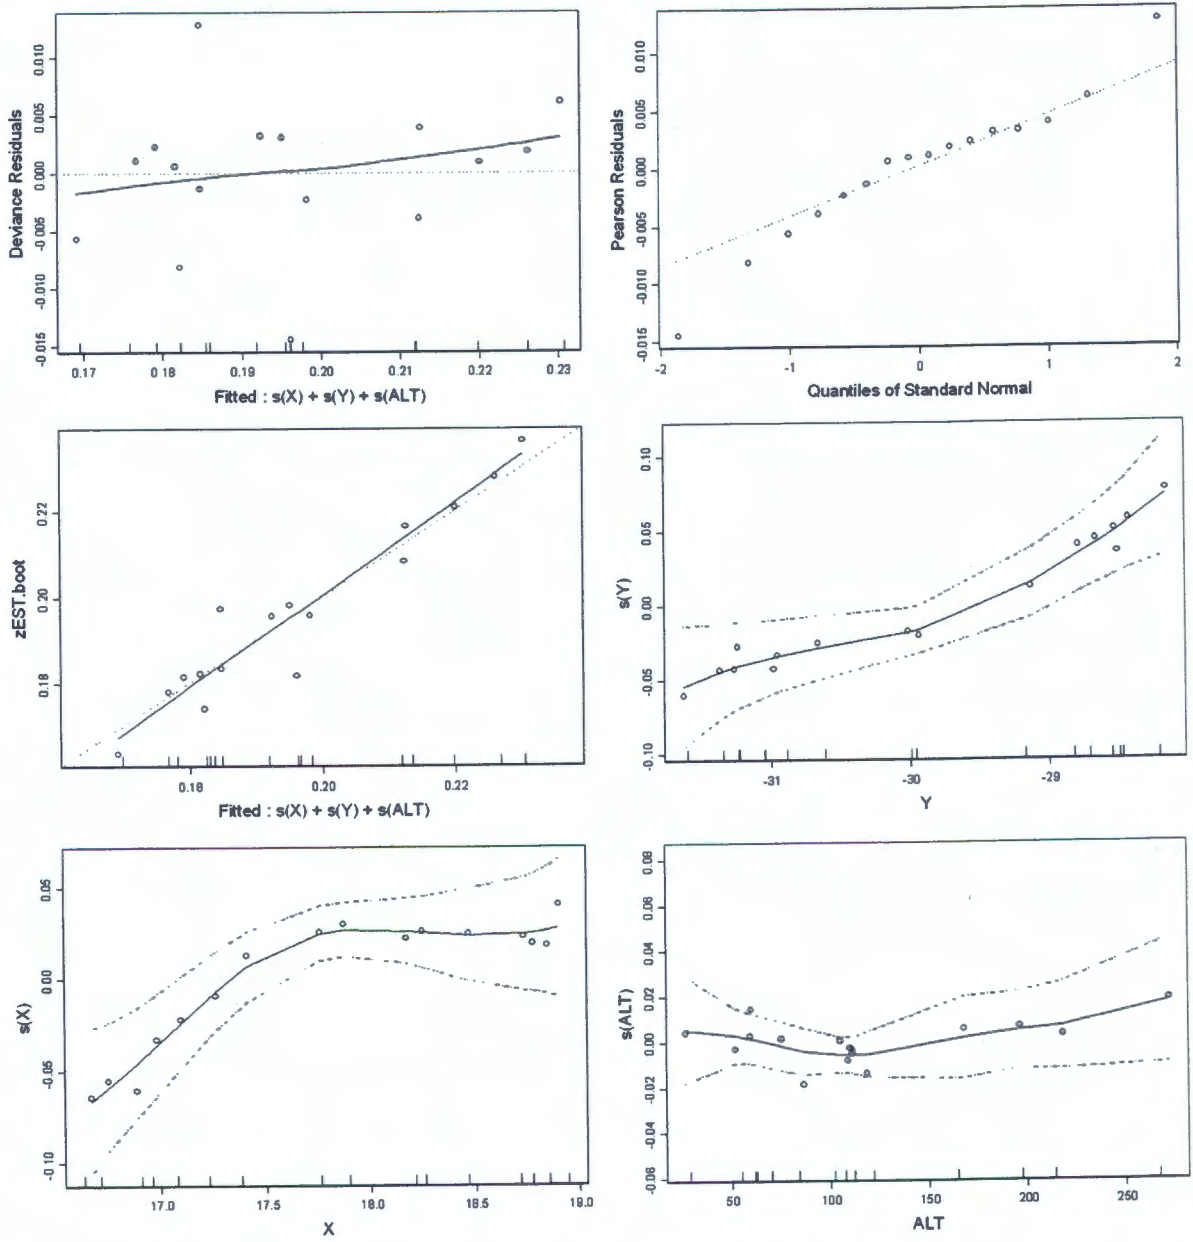 0.010
0.005
0.000
-0.005
-0.010
-0.015
Deviance Residuals
0.17 0.18 0.19 0.20 0.21 0.22 0.23
Fitted : s(X) + s(Y) + s(ALT)
0.010
0.005
0.000
-0.005
-0.010
-0.015
Pearson Residuals
-2 -1 0 1 2
Quantiles of Standard Normal
0.22
0.20
0.18
zEST.boot
0.18 0.20 0.22
Fitted : s(X) + s(Y) + s(ALT)
0.10
0.05
0.00
-0.05
-0.10
s(Y)
-31 -30 -29
Y
0.05
0.00
-0.05
-0.10
s(X)
17.0 17.5 18.0 18.5 19.0
X
0.08
0.06
0.04
0.02
0.00
-0.02
-0.04
-0.06
s(ALT)
50 100 150 200 250
ALT